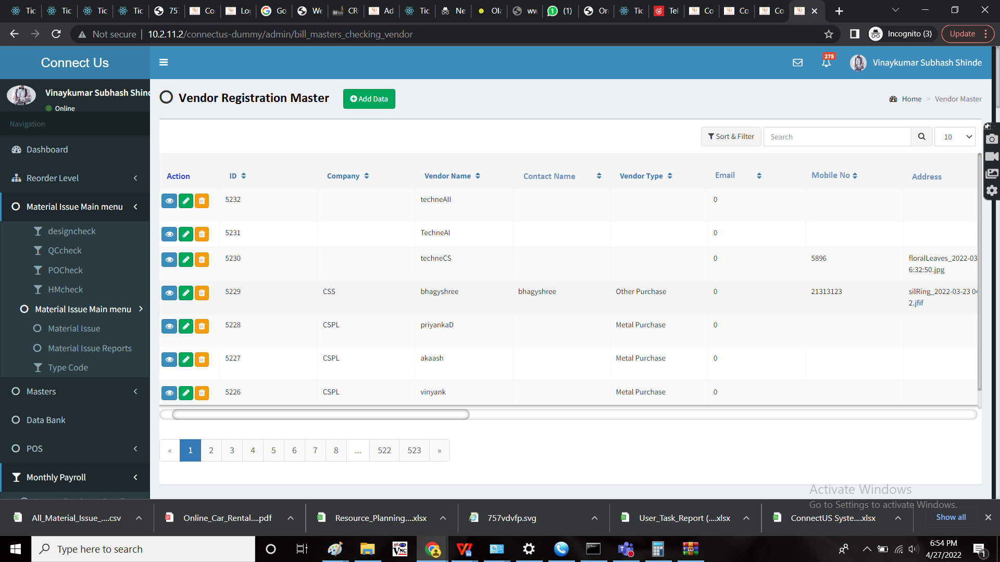 Tic Tic Tic Tic 757 Co Log Go We CR Ad Tic Ne Ola ww (1) On Tic Tel Co Co Co
Not secure 10.2.11.2/connectus-dummy/admin/bill_masters_checking_vendor Incognito (3) Update
Connect Us
275
Vinaykumar Subhash Shinde
Vinaykumar Subhash Shind
Online
Navigation
Dashboard
Reorder Level
Material Issue Main menu
designcheck
QCcheck
POCheck
HMcheck
Material Issue Main menu
Material Issue
Material Issue Reports
Type Code
Masters
Data Bank
POS
Monthly Payroll
Vendor Registration Master
Add Data
Home > Vendor Master
Sort & Filter Search 10
Action ID Company Vendor Name Contact Name Vendor Type Email Mobile No Address
5232 techneAII 0
5231 TechneAI 0
5230 techneCS 0 5896 floralLeaves_2022-03
6:32:50.jpg
5229 CSS bhagyshree bhagyshree Other Purchase 0 21313123 silRing_2022-03-23 04
2.jfif
5228 CSPL priyankaD Metal Purchase 0
5227 CSPL akaash Metal Purchase 0
5226 CSPL vinyank Metal Purchase 0
« 1 2 3 4 5 6 7 8 ... 522 523 »
Activate Windows
Go to Settings to activate Windows.
All_Material_Issue_....csv Online_Car_Rental....pdf Resource_Planning....xlsx 757vdvfp.svg User_Task_Report (....xlsx ConnectUS Syste....xlsx Show all
Type here to search
6:54 PM
4/27/2022
1